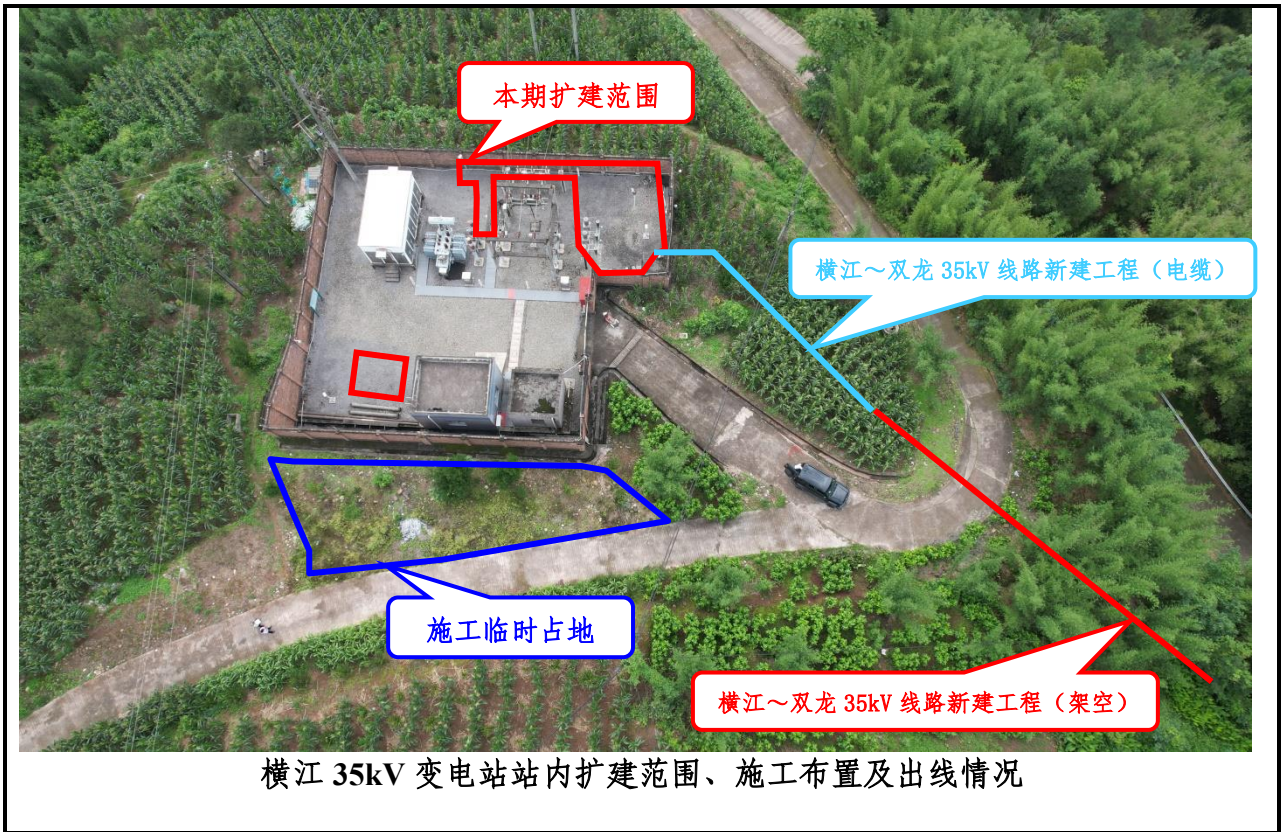 本期扩建范围
横江～双龙 35kV 线路新建工程（电缆）
施工临时占地
横江～双龙 35kV 线路新建工程（架空）
横江 35kV 变电站站内扩建范围、施工布置及出线情况